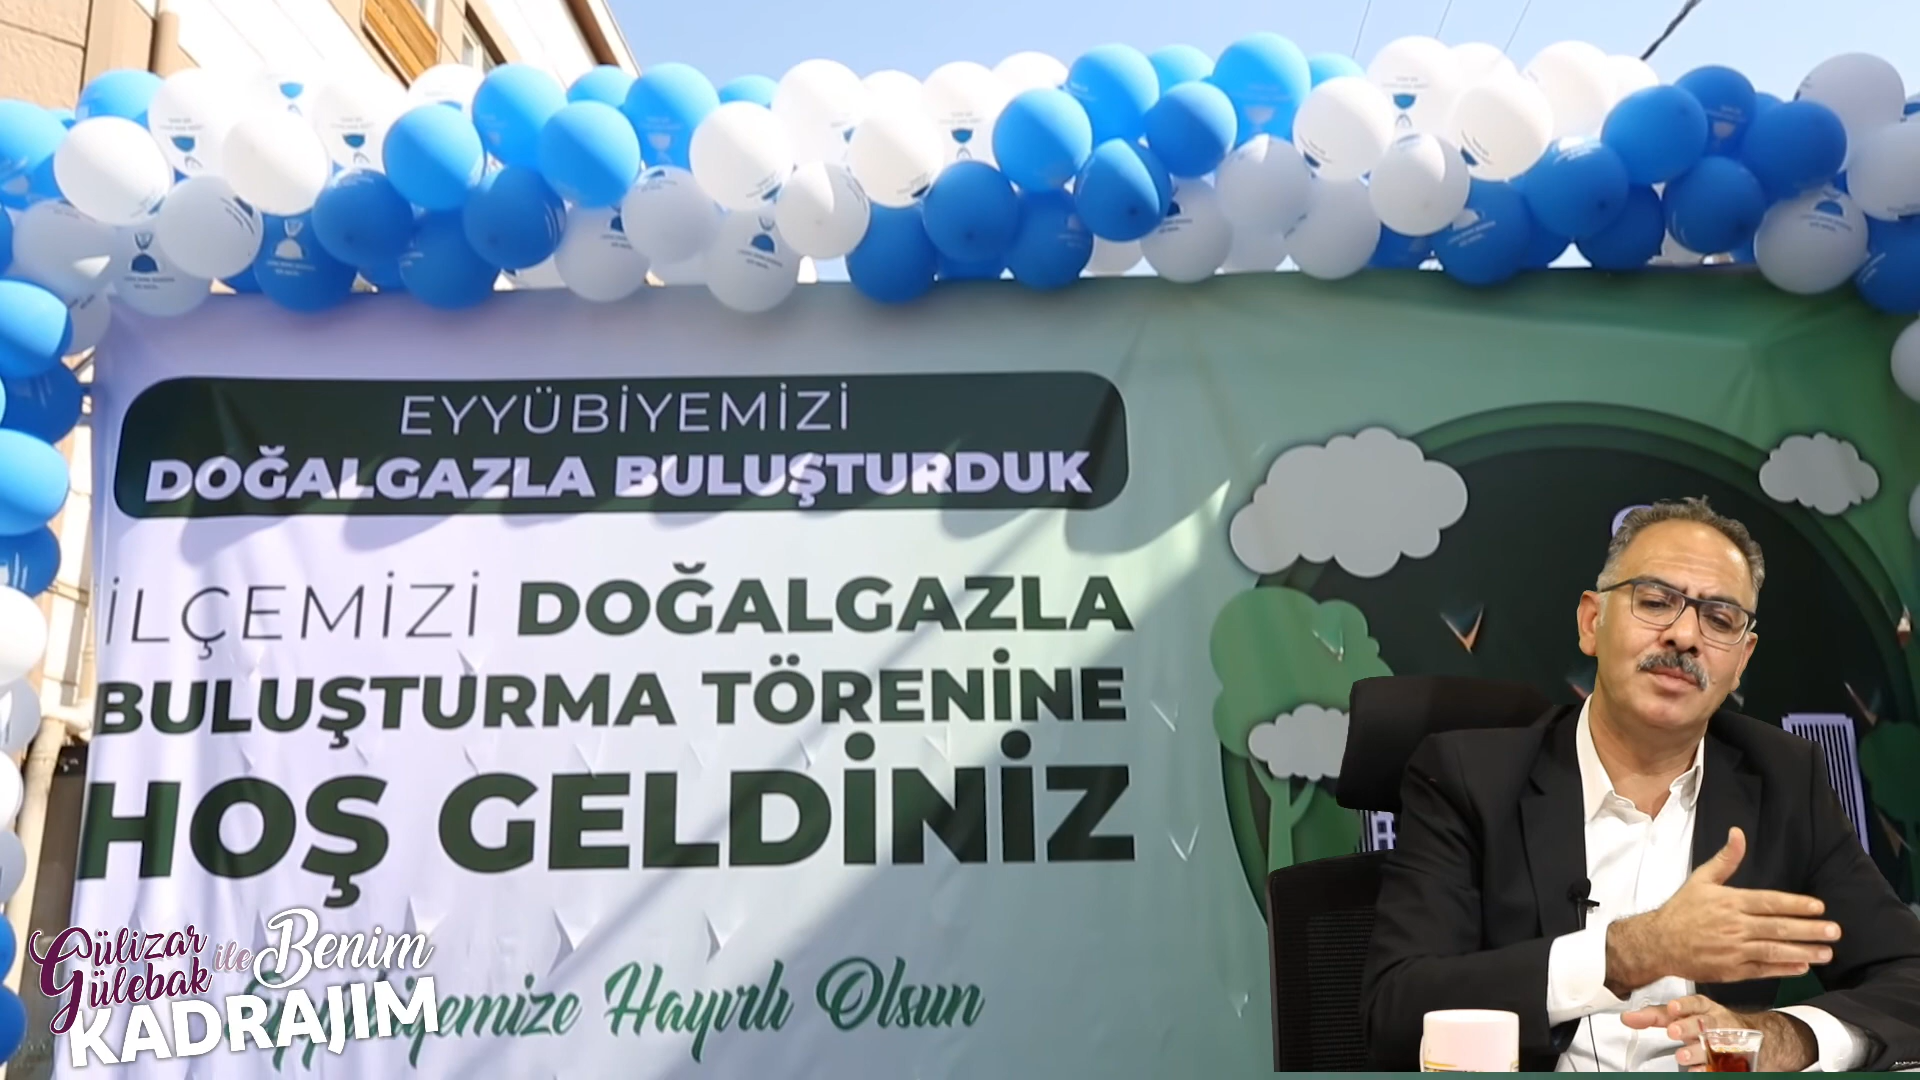 EYYÜBİYEMİZİ
DOĞALGAZLA BULUŞTURDUK
İLÇEMİZİ DOĞALGAZLA
BULUŞTURMA TÖRENİNE
HOŞ GELDİNİZ
Eyyübiyemize Hayırlı Olsun
Gülizar
Gülebak ile Benim
KADRAJIM